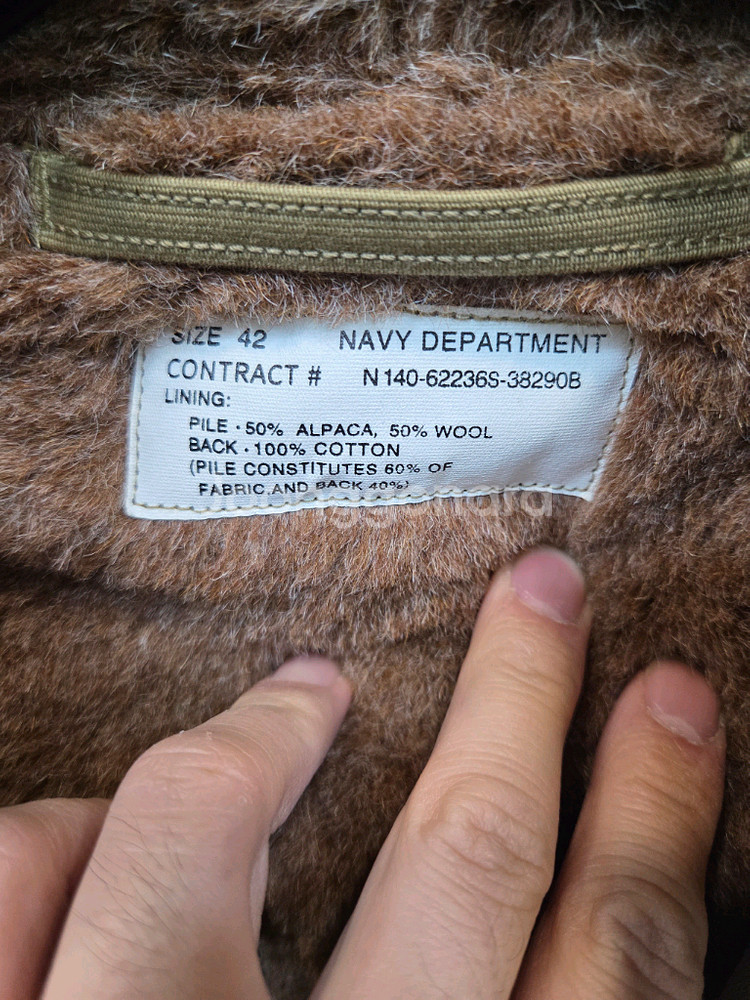 SIZE 42 NAVY DEPARTMENT
CONTRACT # N140-62236S-38290B
LINING:
PILE · 50% ALPACA, 50% WOOL
BACK · 100% COTTON
(PILE CONSTITUTES 60% OF
FABRIC.AND BACK 40%)